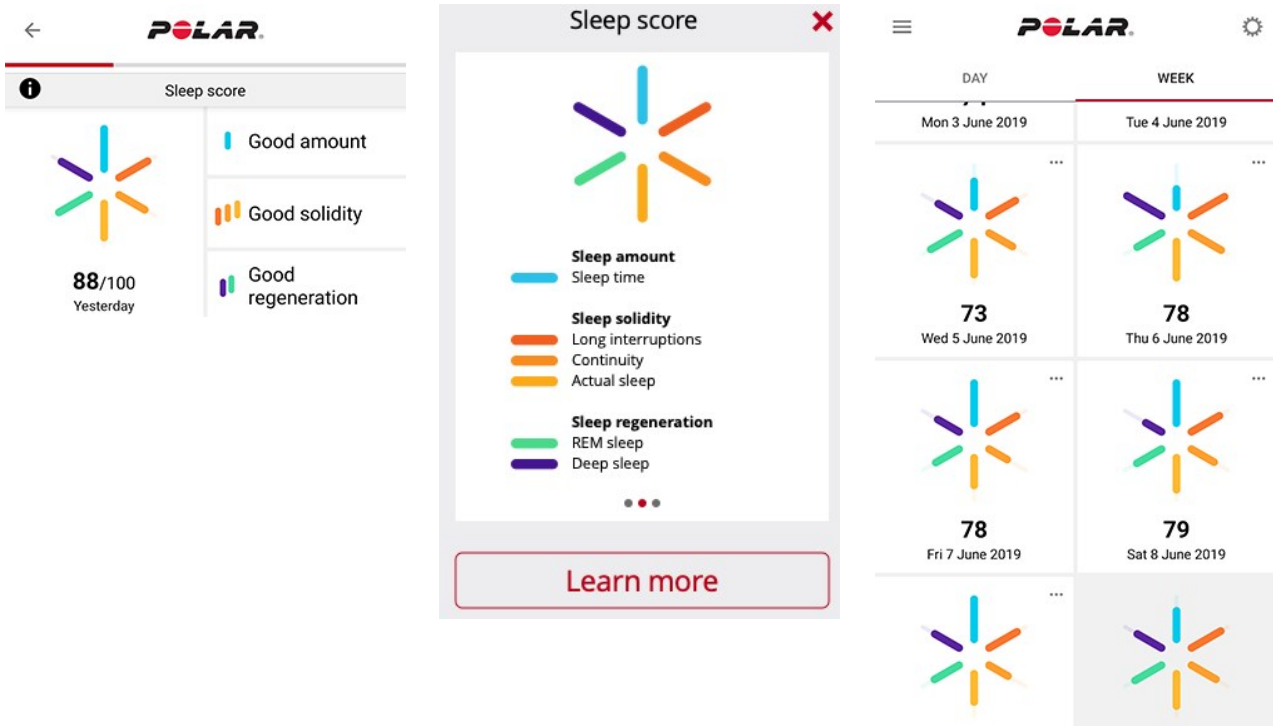 POLAR
Sleep score
Good amount
Good solidity
Good
regeneration
88/100
Yesterday
Sleep score
Sleep amount
Sleep time
Sleep solidity
Long interruptions
Continuity
Actual sleep
Sleep regeneration
REM sleep
Deep sleep
Learn more
POLAR
DAY
WEEK
Mon 3 June 2019
Tue 4 June 2019
73
Wed 5 June 2019
78
Thu 6 June 2019
78
Fri 7 June 2019
79
Sat 8 June 2019